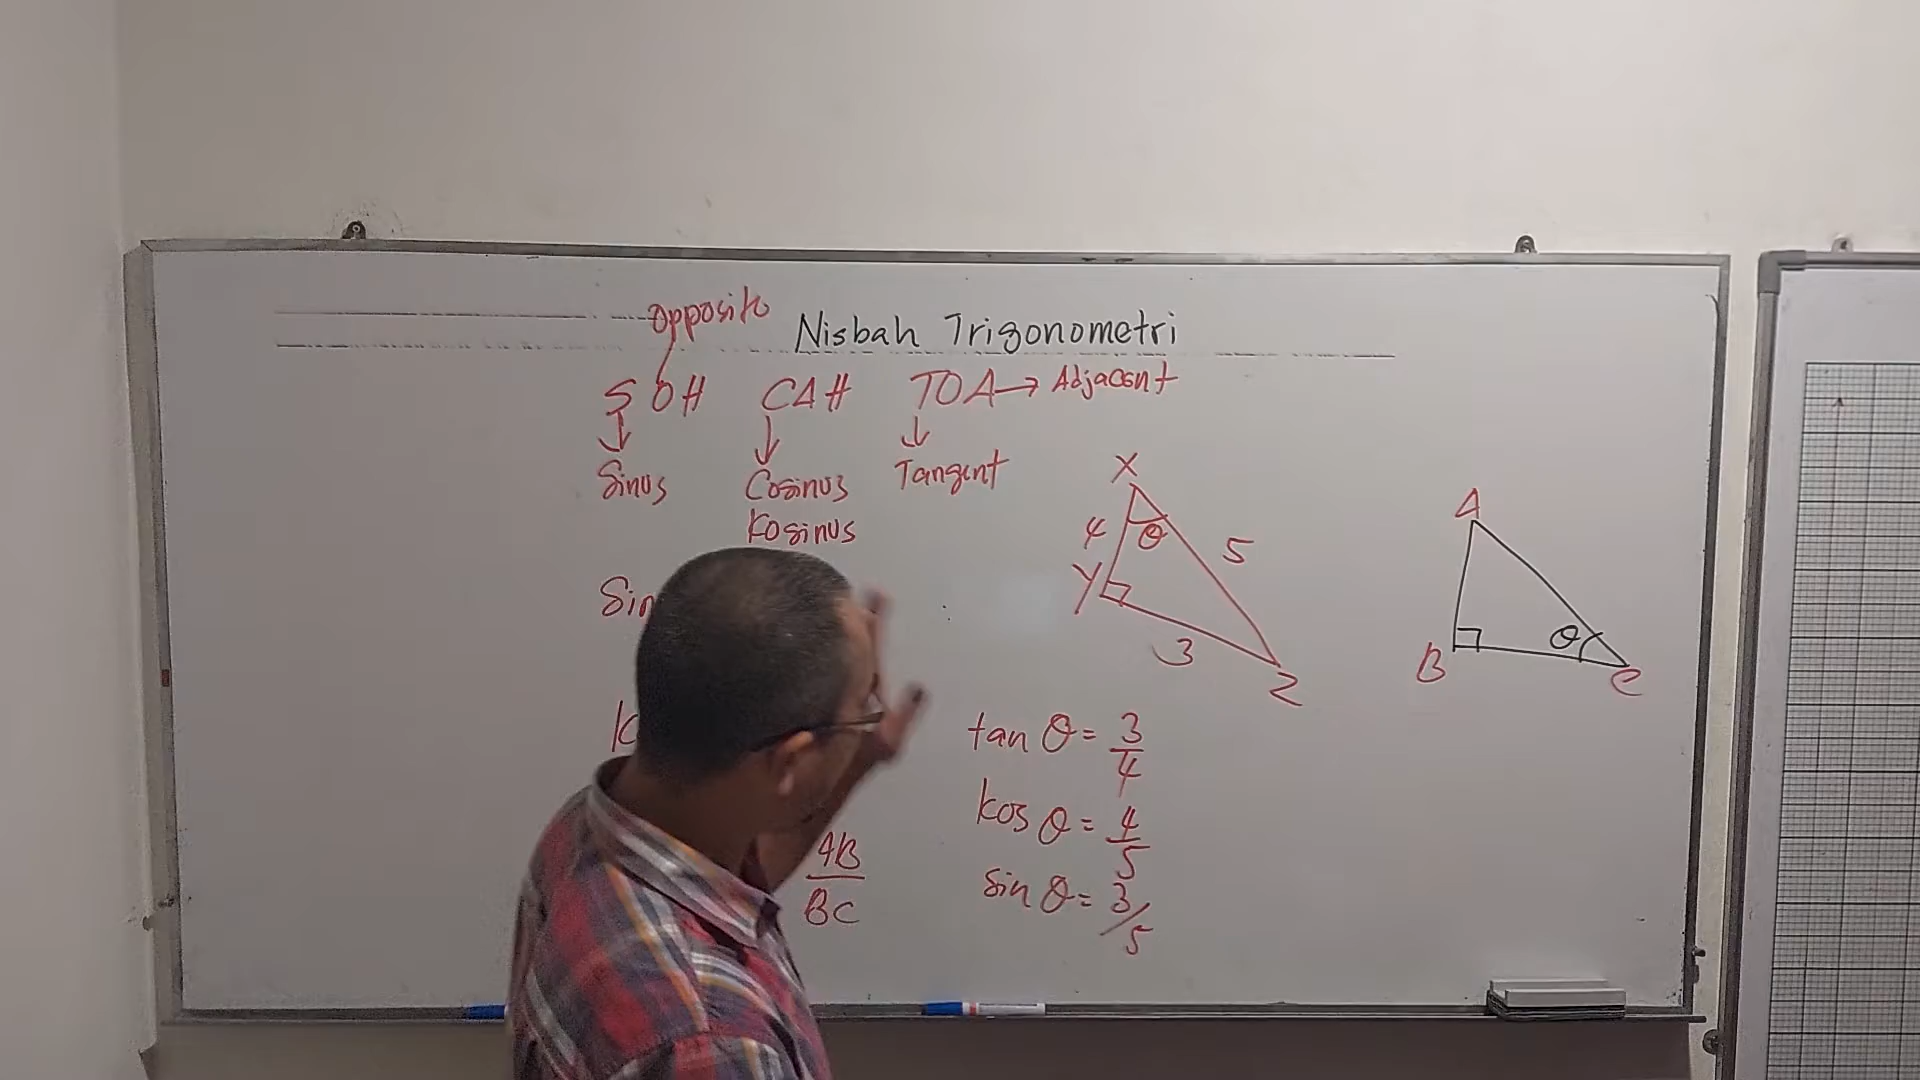 Opposite
Nisbah Trigonometri
SOH CAH TOA → Adjacent
↓ ↓ ↓
Sinus Cosinus Tangent
Kosinus
X
4 θ 5
Y
3
Z
A
B θ C
Sin
tan θ = 3/4
kos θ = 4/5
AB/BC
sin θ = 3/5